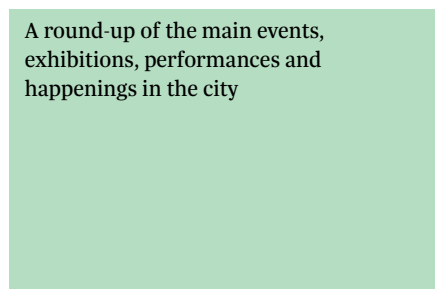 A round-up of the main events,
exhibitions, performances and
happenings in the city